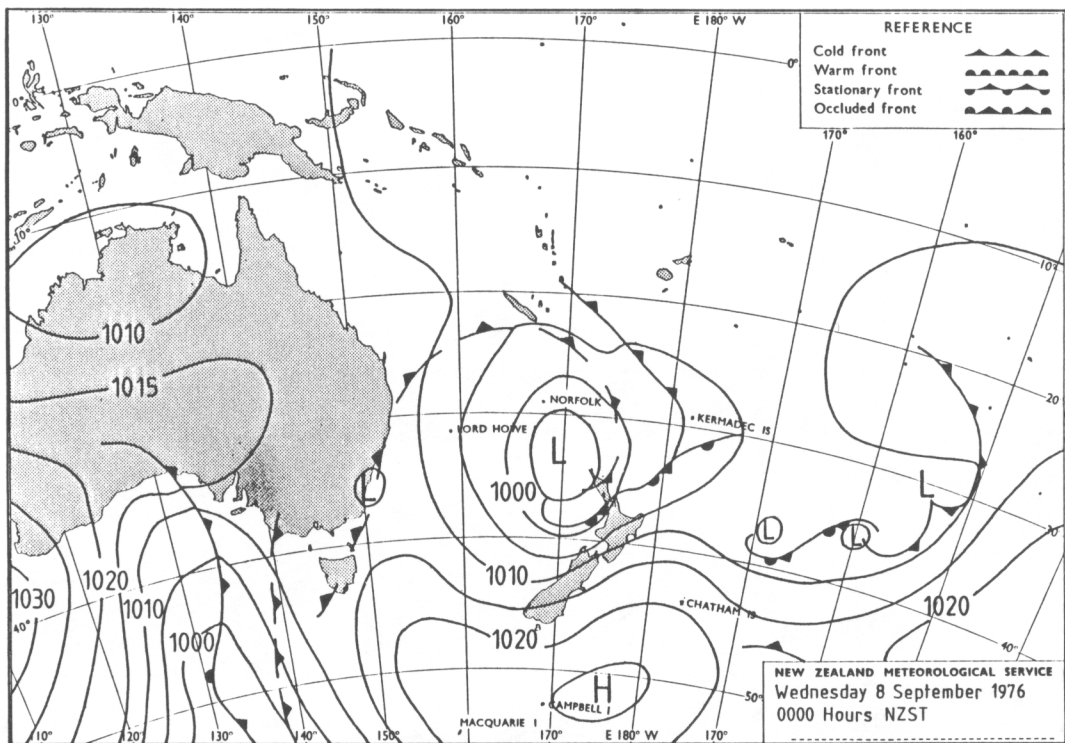 130°
140°
150°
160°
170°
E 180° W
REFERENCE
Cold front
Warm front
Stationary front
Occluded front
0°
0°
170°
160°
10°
10°
1010
1015
20
NORFOLK
LORD HOWE
KERMADEC IS
L
L
1000
L
L
L
1020
1030
1010
1010
1020
40°
1000
1020
CHATHAM IS
40°
H
CAMPBELL I
50°
MACQUARIE I
110°
120°
130°
140°
150°
160°
170°
E 180° W
170°
NEW ZEALAND METEOROLOGICAL SERVICE
Wednesday 8 September 1976
0000 Hours NZST